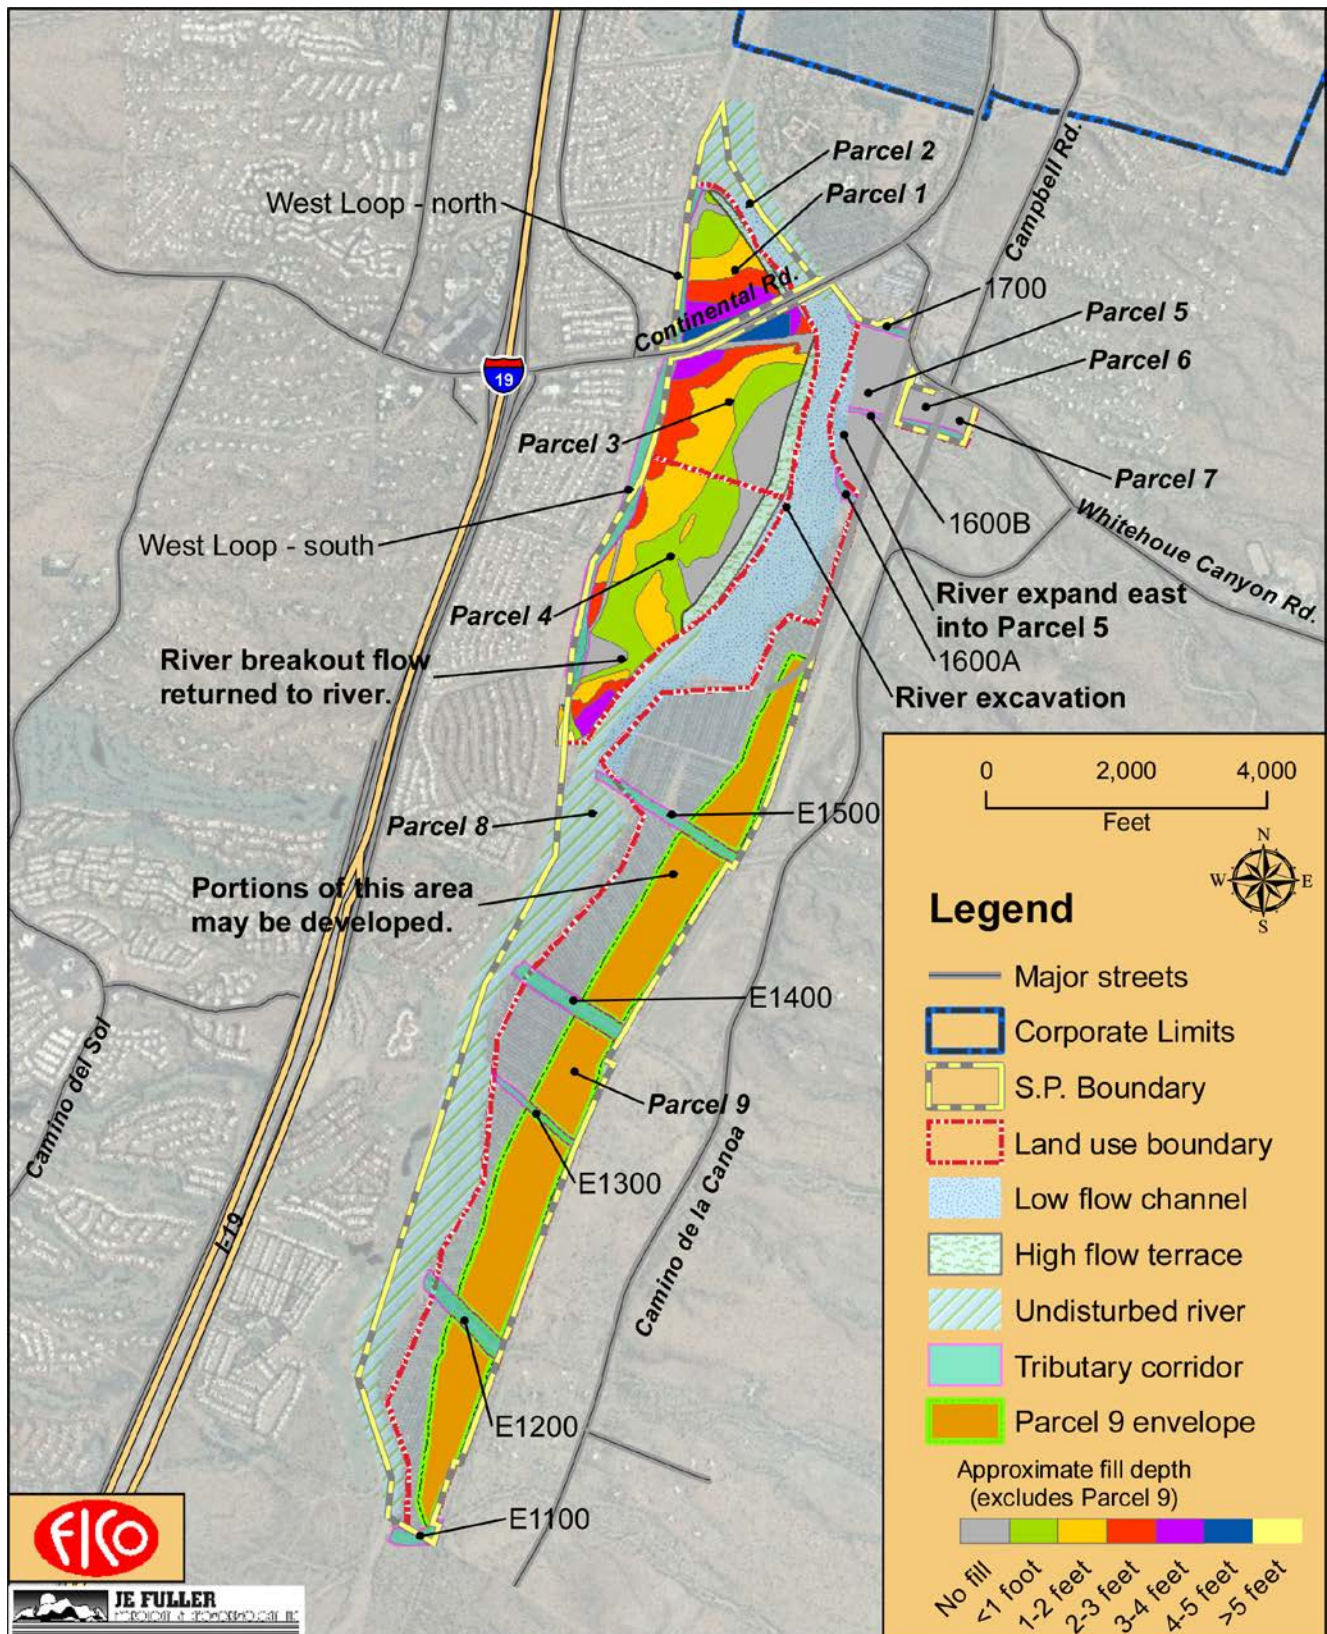 Parcel 2
Parcel 1
West Loop - north
Campbell Rd.
Continental Rd.
1700
Parcel 5
Parcel 6
19
Parcel 3
Parcel 7
1600B
West Loop - south
Whitehoue Canyon Rd.
River expand east
into Parcel 5
Parcel 4
1600A
River breakout flow
returned to river.
River excavation
0 2,000 4,000
Feet
Parcel 8
E1500
N
W E
S
Portions of this area
may be developed.
Legend
Major streets
E1400
Corporate Limits
Camino del Sol
S.P. Boundary
Parcel 9
Land use boundary
E1300
Camino de la Canoa
Low flow channel
I-19
High flow terrace
Undisturbed river
Tributary corridor
E1200
Parcel 9 envelope
Approximate fill depth
(excludes Parcel 9)
E1100
No fill
<1 foot
1-2 feet
2-3 feet
3-4 feet
4-5 feet
>5 feet
FICO
JE FULLER